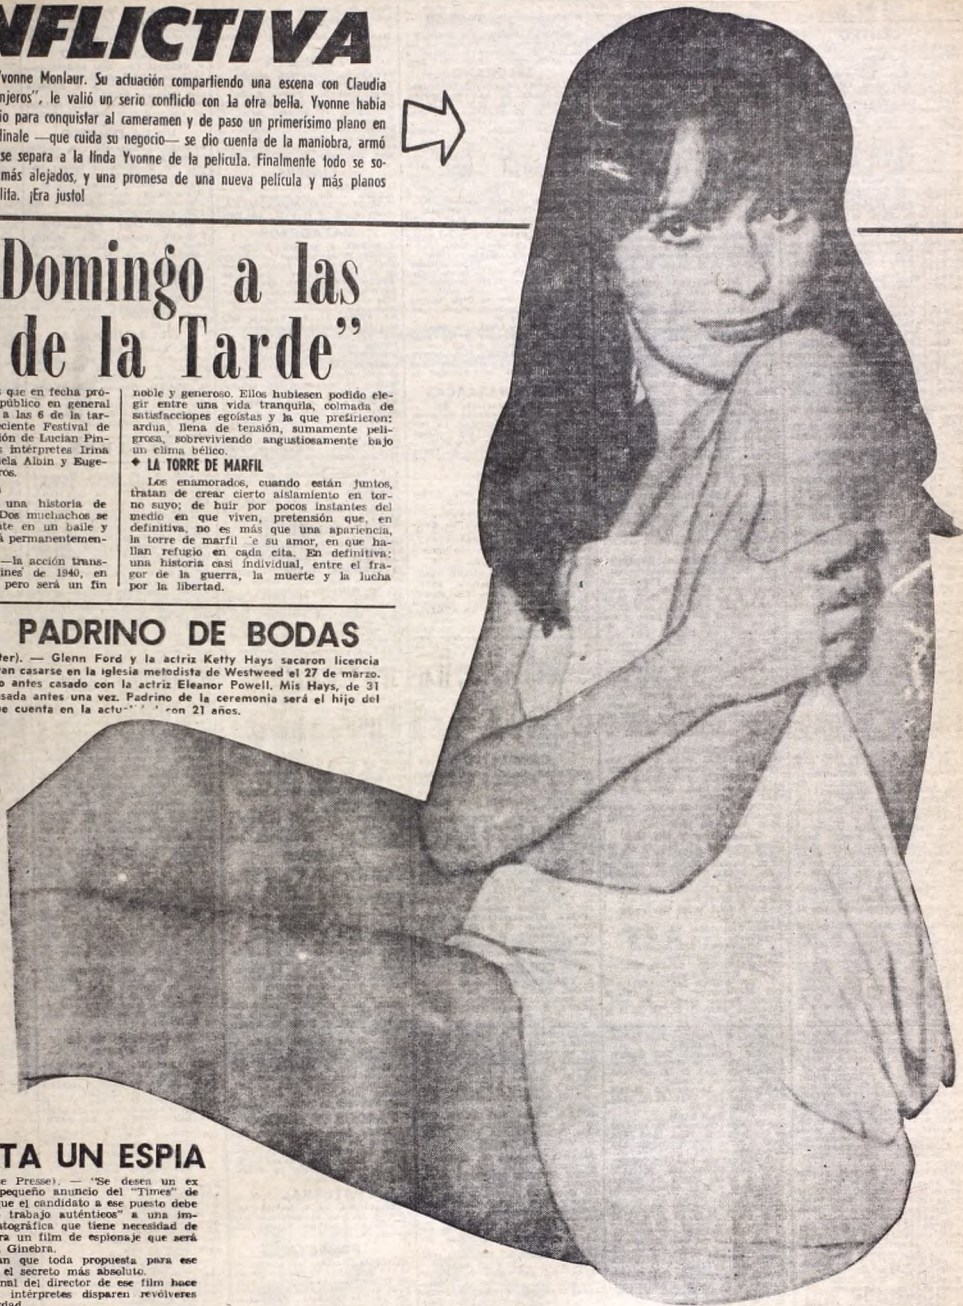 NFLICTIVA
Yvonne Monlaur. Su actuación compartiendo una escena con Claudia
njeros", le valió un serio conflicto con la otra bella. Yvonne había
io para conquistar al cameramen y de paso un primerísimo plano en
dinale —que cuida su negocio— se dio cuenta de la maniobra, armó
se separa a la linda Yvonne de la película. Finalmente todo se so-
más alejados, y una promesa de una nueva película y más planos
lita. ¡Era justo!
Domingo a las
de la Tarde"
que en fecha pró-
público en general
a las 6 de la tar-
eciente Festival de
ión de Lucian Pin-
s intérpretes Irina
iela Albin y Euge-
ros.
una historia de
Dos muchachos se
nte en un baile y
á permanentemen-
—la acción trans-
ines de 1940, en
pero será un fin
noble y generoso. Ellos hubiesen podido ele-
gir entre una vida tranquila, colmada de
satisfacciones egoístas y la que prefirieron:
ardua, llena de tensión, sumamente peli-
grosa, sobreviviendo angustiosamente bajo
un clima bélico.
◆ LA TORRE DE MARFIL
Los enamorados, cuando están juntos,
tratan de crear cierto aislamiento en tor-
no suyo; de huir por pocos instantes del
medio en que viven, pretensión que, en
definitiva, no es más que una apariencia,
la torre de marfil e su amor, en que ha-
llan refugio en cada cita. En definitiva:
una historia casi individual, entre el fra-
gor de la guerra, la muerte y la lucha
por la libertad.
PADRINO DE BODAS
ter). — Glenn Ford y la actriz Ketty Hays sacaron licencia
an casarse en la iglesia metodista de Westweed el 27 de marzo.
o antes casado con la actriz Eleanor Powell. Mis Hays, de 31
sada antes una vez. Padrino de la ceremonia será el hijo del
e cuenta en la con 21 años.
TA UN ESPIA
e Presse). — "Se desea un ex
pequeño anuncio del "Times" de
ue el candidato a ese puesto debe
trabajo auténticos" a una im-
atográfica que tiene necesidad de
ra un film de espionaje que será
Ginebra.
an que toda propuesta para ese
el secreto más absoluto.
nal del director de ese film hace
intérpretes disparen revólveres
rdad.